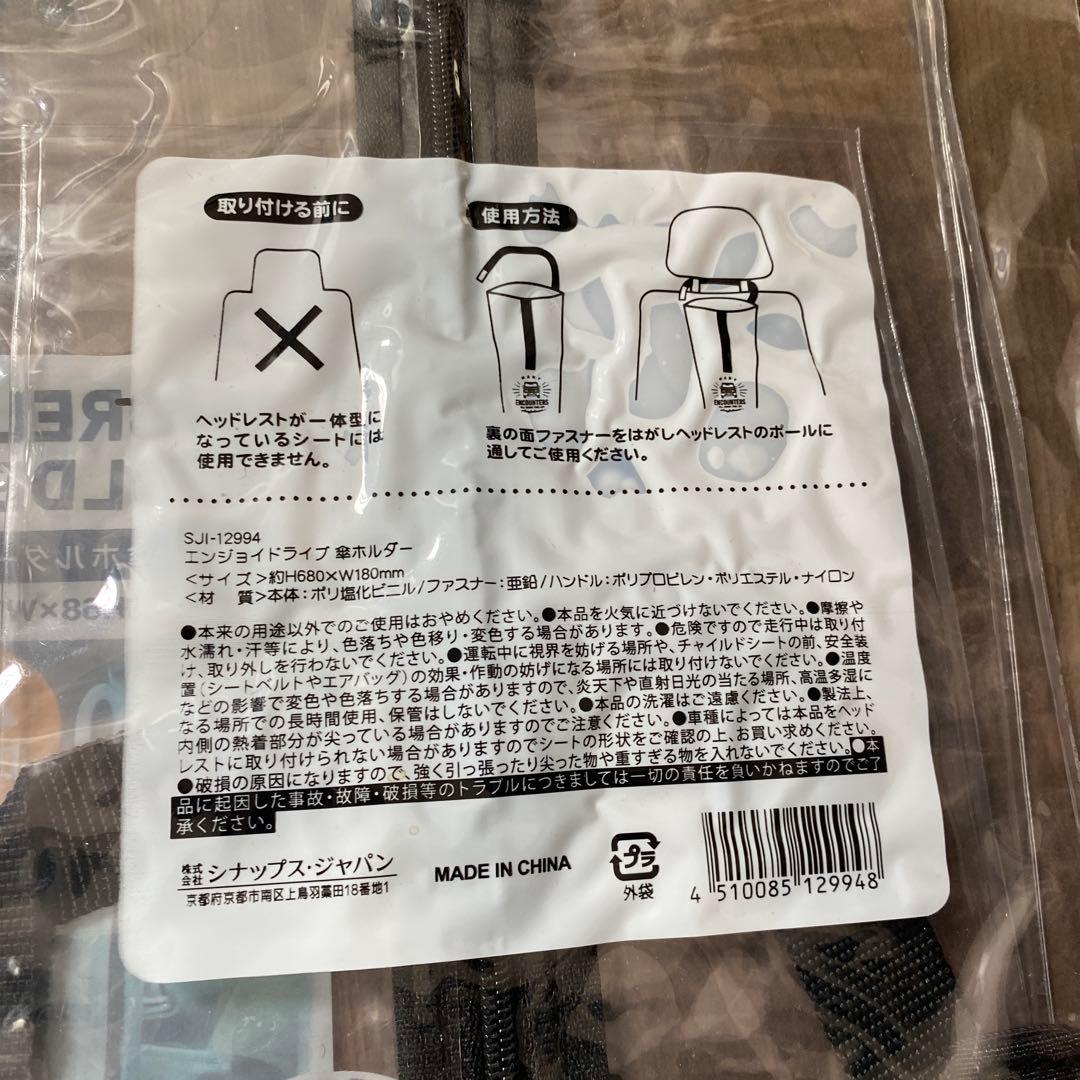 取り付ける前に
使用方法
MANY
ENCOUNTERS
MANY
ENCOUNTERS
ヘッドレストが一体型に
なっているシートには
使用できません。
裏の面ファスナーをはがしヘッドレストのポールに
通してご使用ください。
SJI-12994
エンジョイドライブ 傘ホルダー
＜サイズ＞約H680×W180mm
＜材　質＞本体：ポリ塩化ビニル/ファスナー：亜鉛/ハンドル：ポリプロピレン・ポリエステル・ナイロン
●本来の用途以外でのご使用はおやめください。●本品を火気に近づけないでください。●摩擦や
水濡れ・汗等により、色落ちや色移り・変色する場合があります。●危険ですので走行中は取り付
け、取り外しを行わないでください。●運転中に視界を妨げる場所や、チャイルドシートの前、安全装
置（シートベルトやエアバッグ）の効果・作動の妨げになる場所には取り付けないでください。●温度
などの影響で変色や色落ちする場合がありますので、炎天下や直射日光の当たる場所、高温多湿に
なる場所での長時間使用、保管はしないでください。●本品の洗濯はご遠慮ください。●製法上、
内側の熱着部分が尖っている場合がありますのでご注意ください。●車種によっては本品をヘッド
レストに取り付けられない場合がありますのでシートの形状をご確認の上、お買い求めください。
●破損の原因になりますので、強く引っ張ったり尖った物や重すぎる物を入れないでください。●本
品に起因した事故・故障・破損等のトラブルにつきましては一切の責任を負いかねますのでご了
承ください。
株式会社 シナップス・ジャパン
京都府京都市南区上鳥羽藁田18番地1
MADE IN CHINA
プラ
外袋
4 510085 129948